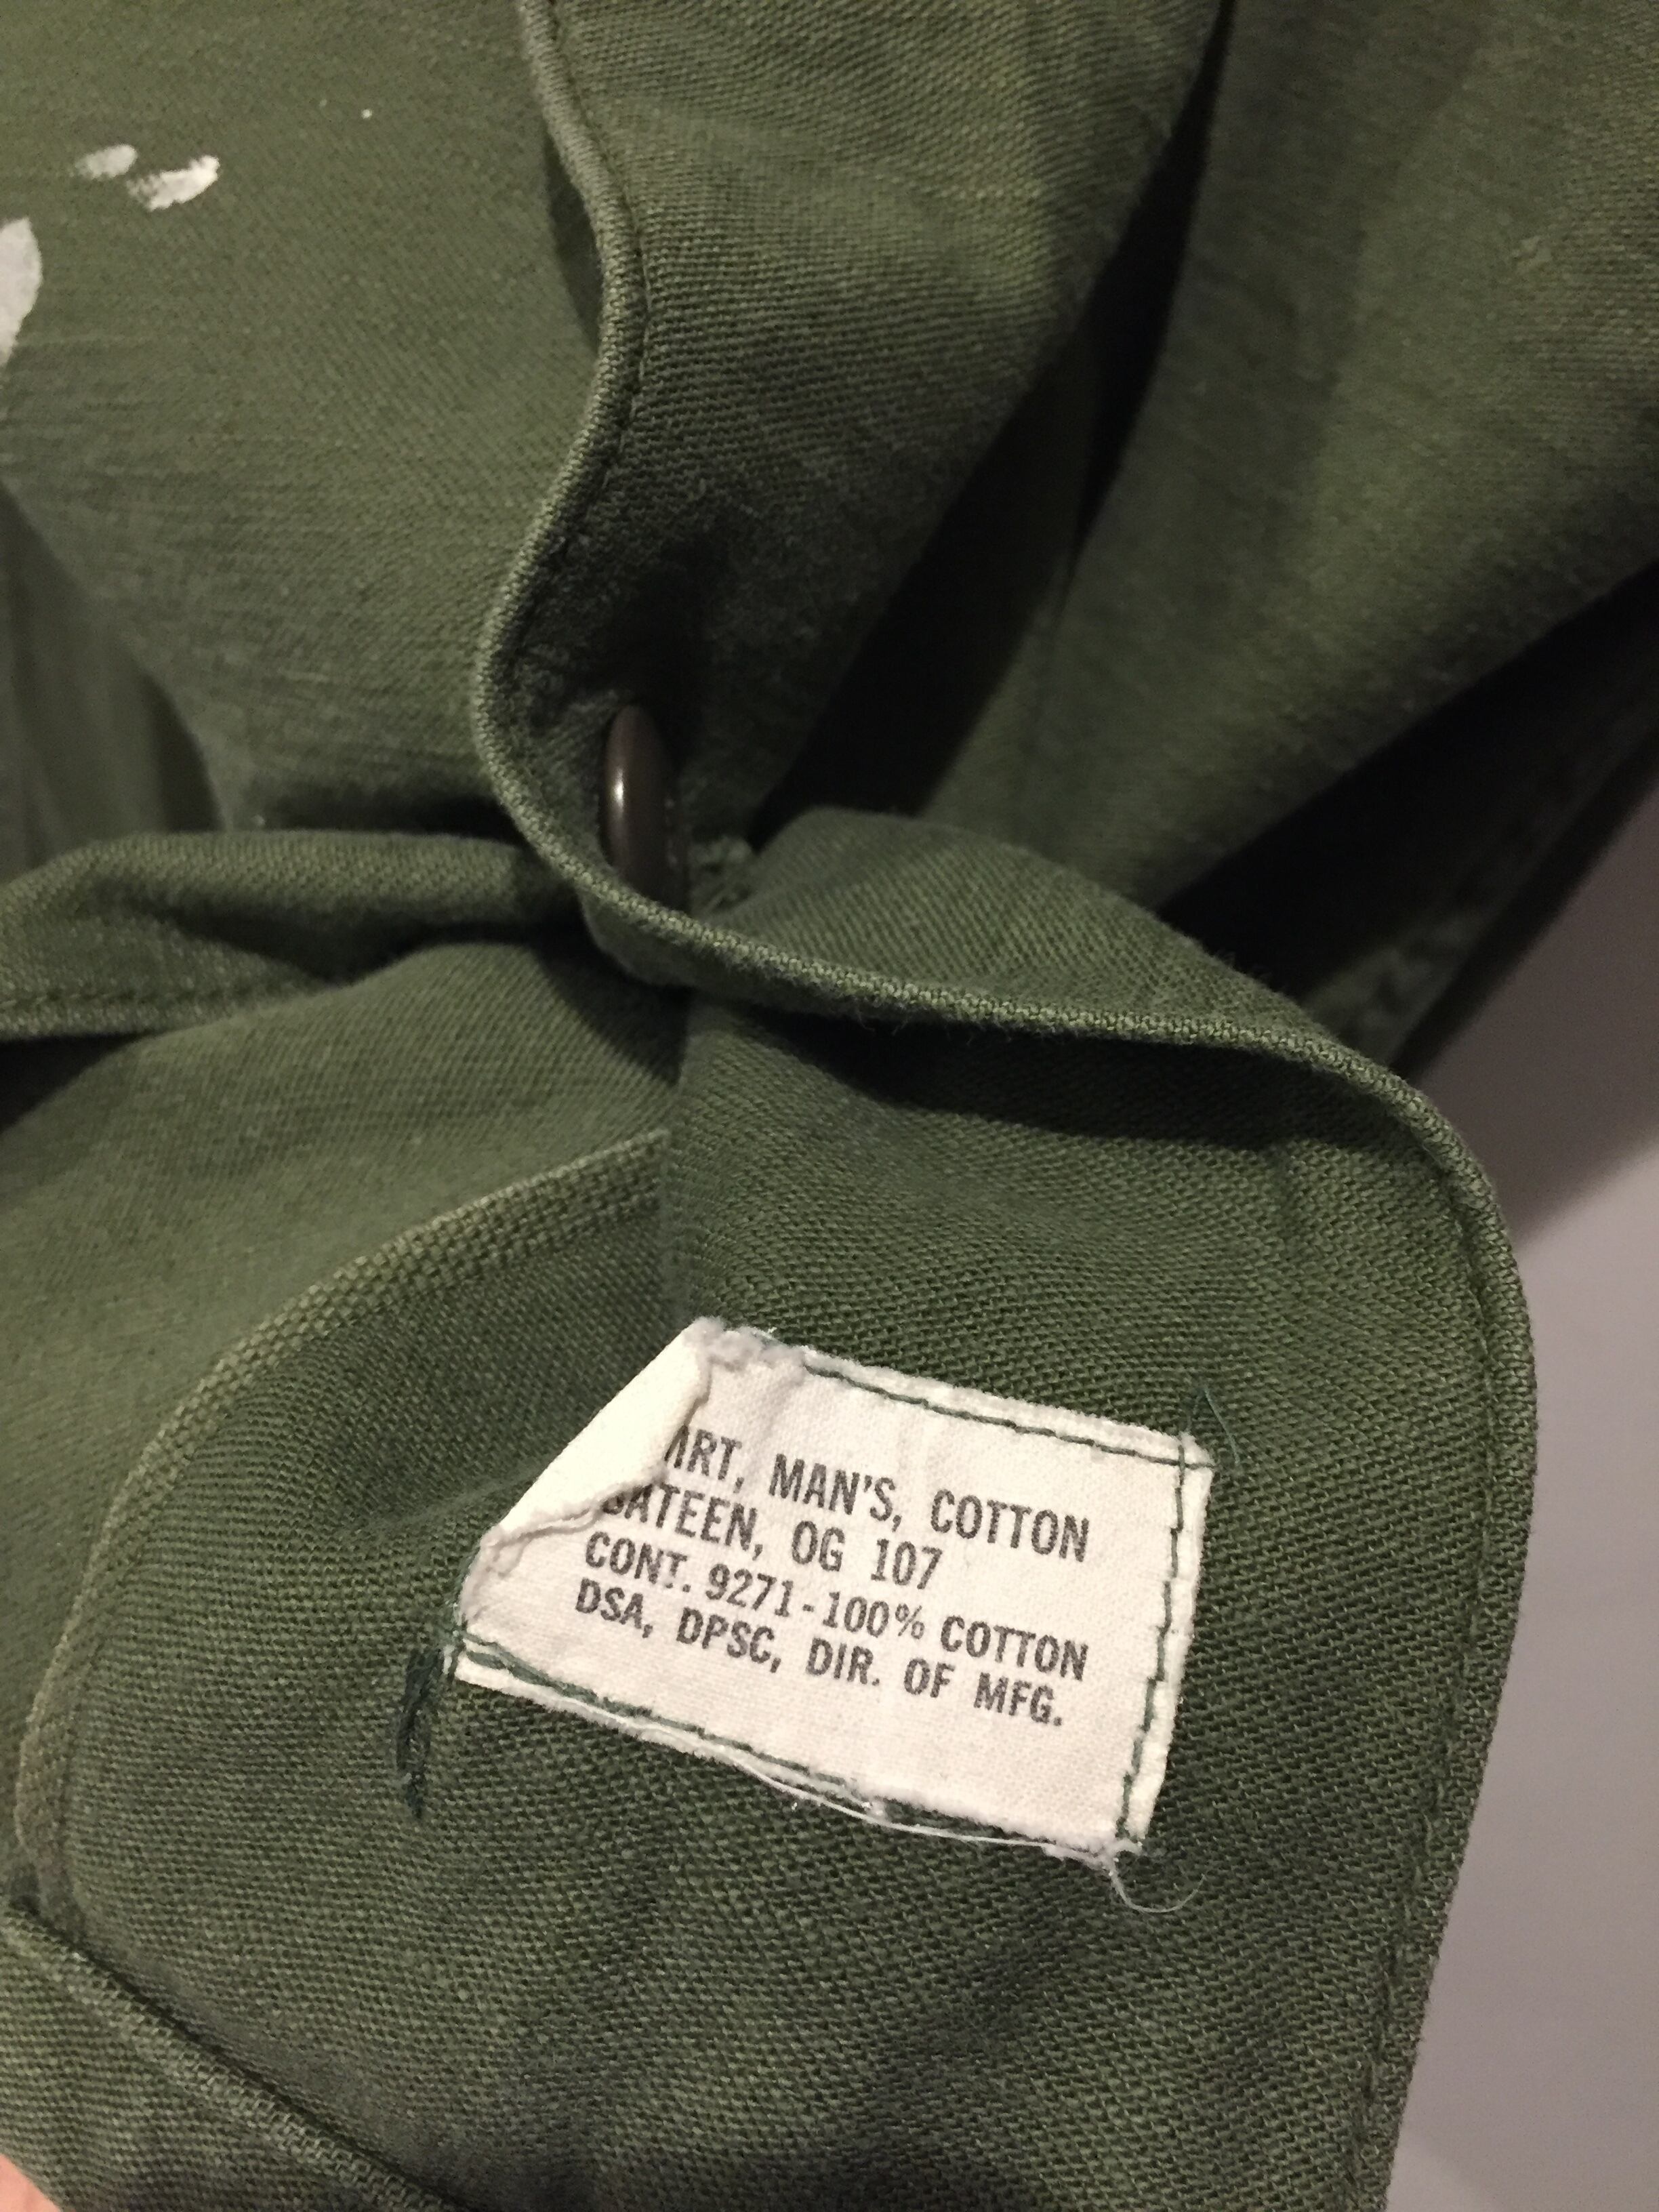 IRT, MAN'S, COTTON
SATEEN, OG 107
CONT. 9271-100% COTTON
DSA, DPSC, DIR. OF MFG.